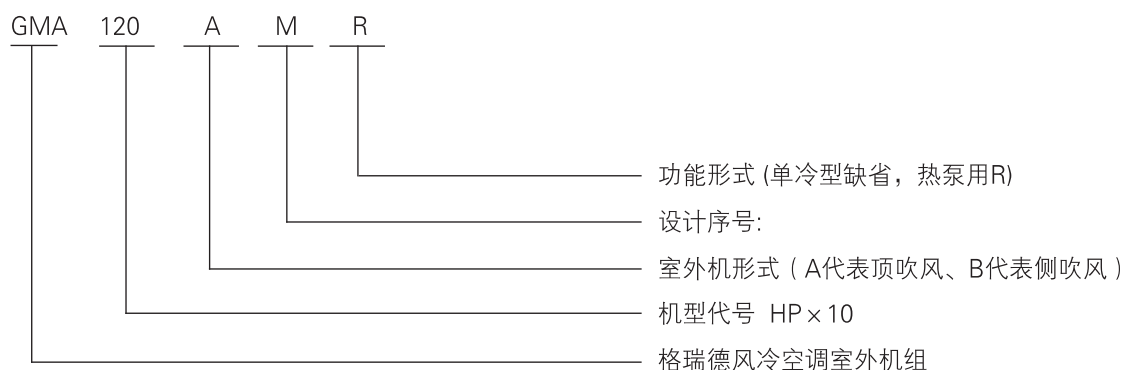 GMA 120 A M R
功能形式 (单冷型缺省，热泵用R)
设计序号:
室外机形式（A代表顶吹风、B代表侧吹风）
机型代号 HP×10
格瑞德风冷空调室外机组